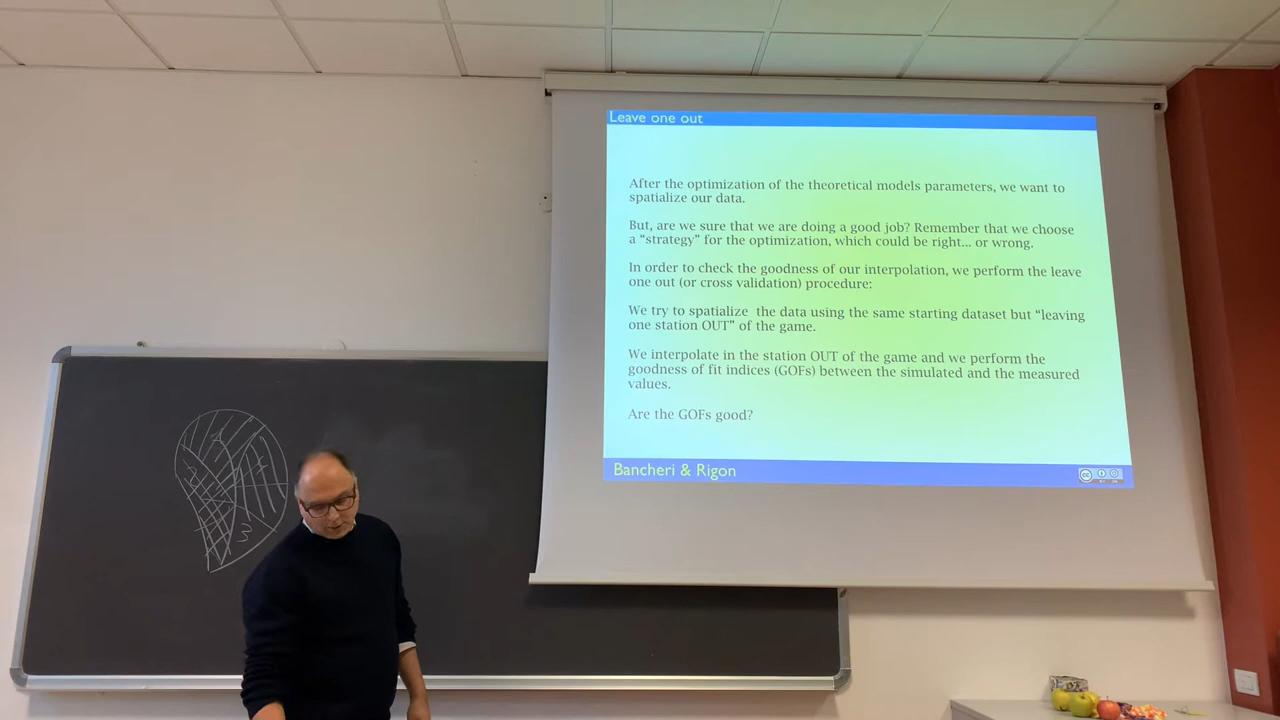 Leave one out
After the optimization of the theoretical models parameters, we want to
spatialize our data.
But, are we sure that we are doing a good job? Remember that we choose
a “strategy” for the optimization, which could be right... or wrong.
In order to check the goodness of our interpolation, we perform the leave
one out (or cross validation) procedure:
We try to spatialize the data using the same starting dataset but “leaving
one station OUT” of the game.
We interpolate in the station OUT of the game and we perform the
goodness of fit indices (GOFs) between the simulated and the measured
values.
Are the GOFs good?
Bancheri & Rigon